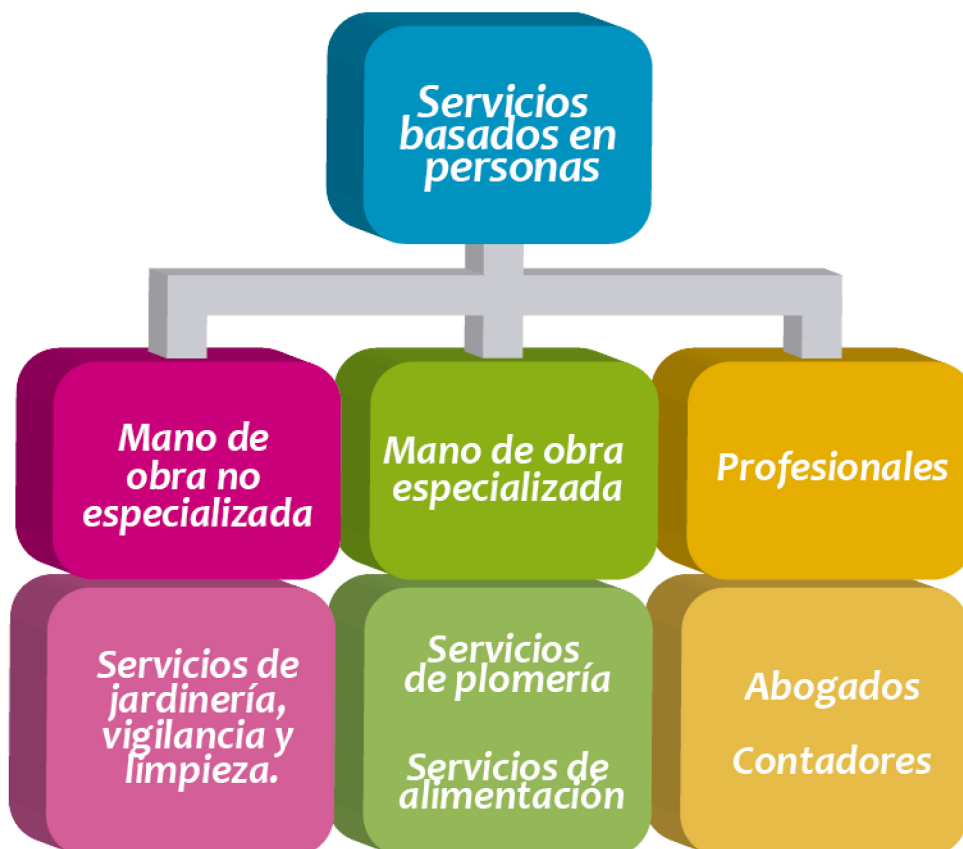 Servicios
basados en
personas
Mano de
obra no
especializada
Mano de obra
especializada
Profesionales
Servicios de
jardinería,
vigilancia y
limpieza.
Servicios
de plomería
Servicios de
alimentación
Abogados
Contadores